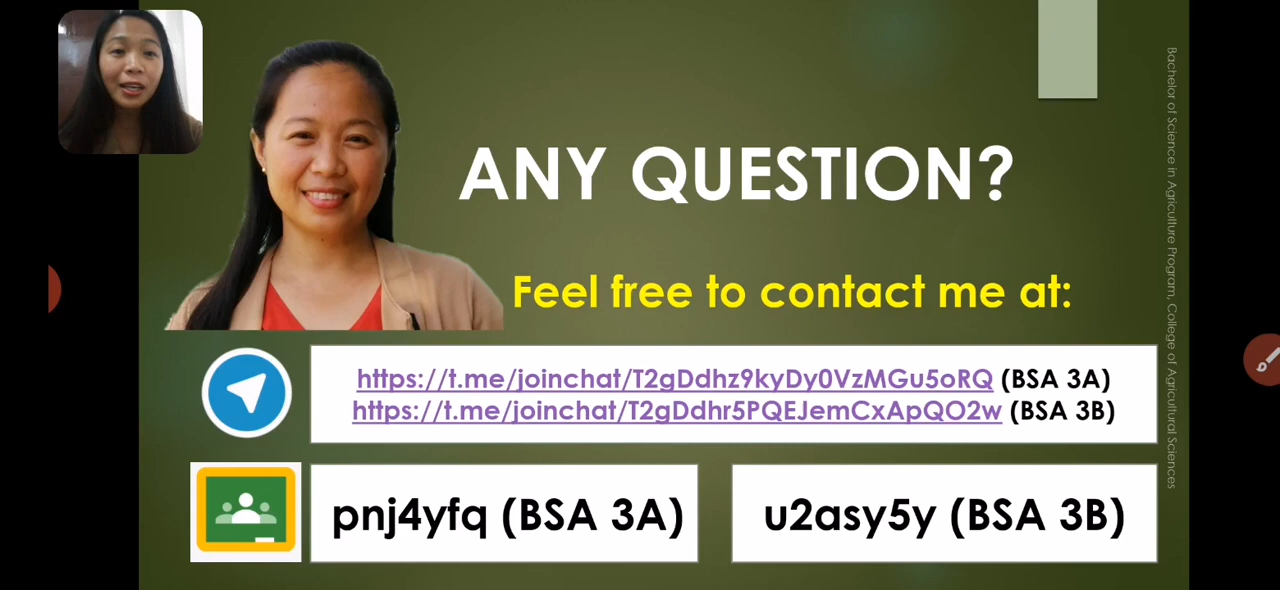 ANY QUESTION?
Feel free to contact me at:
https://t.me/joinchat/T2gDdhz9kyDy0VzMGu5oRQ (BSA 3A)
https://t.me/joinchat/T2gDdhr5PQEJemCxApQO2w (BSA 3B)
pnj4yfq (BSA 3A)
u2asy5y (BSA 3B)
Bachelor of Science in Agriculture Program, College of Agricultural Sciences